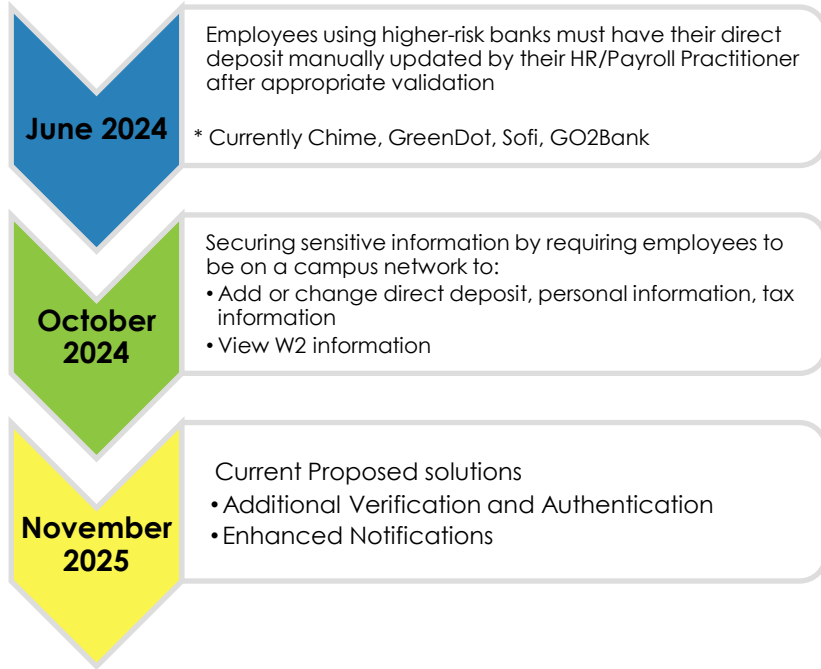 June 2024
Employees using higher-risk banks must have their direct
deposit manually updated by their HR/Payroll Practitioner
after appropriate validation
* Currently Chime, GreenDot, Sofi, GO2Bank
October
2024
Securing sensitive information by requiring employees to
be on a campus network to:
• Add or change direct deposit, personal information, tax
information
• View W2 information
November
2025
Current Proposed solutions
• Additional Verification and Authentication
• Enhanced Notifications